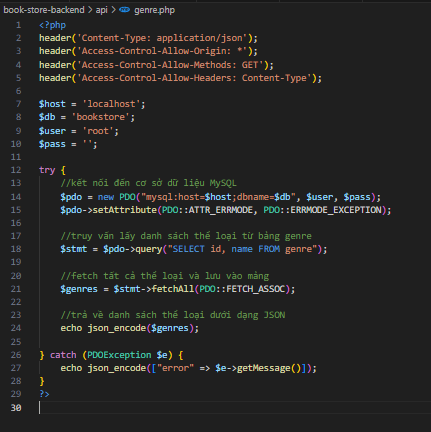 book-store-backend > api > genre.php
1 <?php
2 header('Content-Type: application/json');
3 header('Access-Control-Allow-Origin: *');
4 header('Access-Control-Allow-Methods: GET');
5 header('Access-Control-Allow-Headers: Content-Type');
6
7 $host = 'localhost';
8 $db = 'bookstore';
9 $user = 'root';
10 $pass = '';
11
12 try {
13 //kết nối đến cơ sở dữ liệu MySQL
14 $pdo = new PDO("mysql:host=$host;dbname=$db", $user, $pass);
15 $pdo->setAttribute(PDO::ATTR_ERRMODE, PDO::ERRMODE_EXCEPTION);
16
17 //truy vấn lấy danh sách thể loại từ bảng genre
18 $stmt = $pdo->query("SELECT id, name FROM genre");
19
20 //fetch tất cả thể loại và lưu vào mảng
21 $genres = $stmt->fetchAll(PDO::FETCH_ASSOC);
22
23 //trả về danh sách thể loại dưới dạng JSON
24 echo json_encode($genres);
25
26 } catch (PDOException $e) {
27 echo json_encode(["error" => $e->getMessage()]);
28 }
29 ?>
30